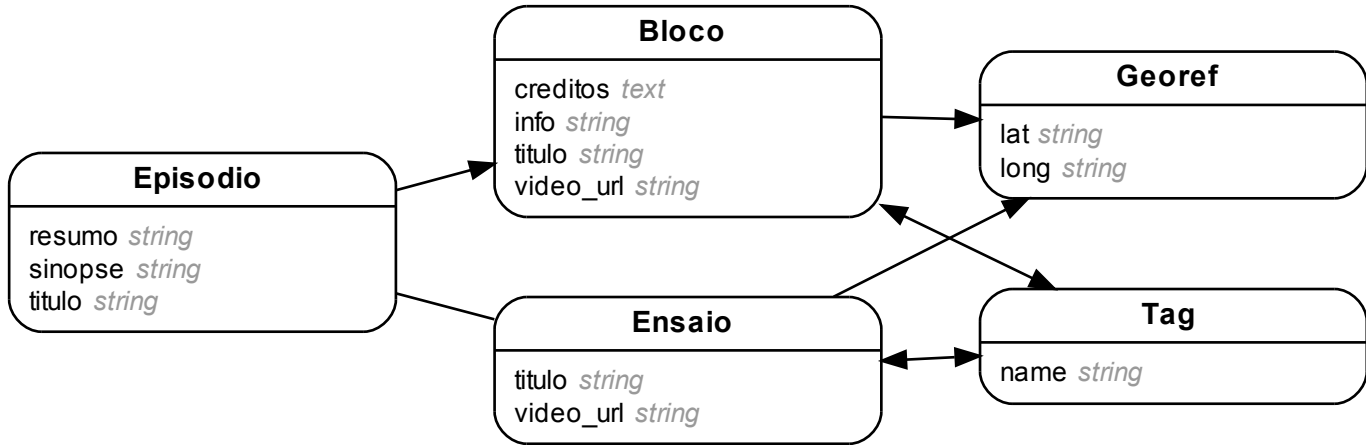 Episodio
resumo string
sinopse string
titulo string
Bloco
creditos text
info string
titulo string
video_url string
Ensaio
titulo string
video_url string
Georef
lat string
long string
Tag
name string